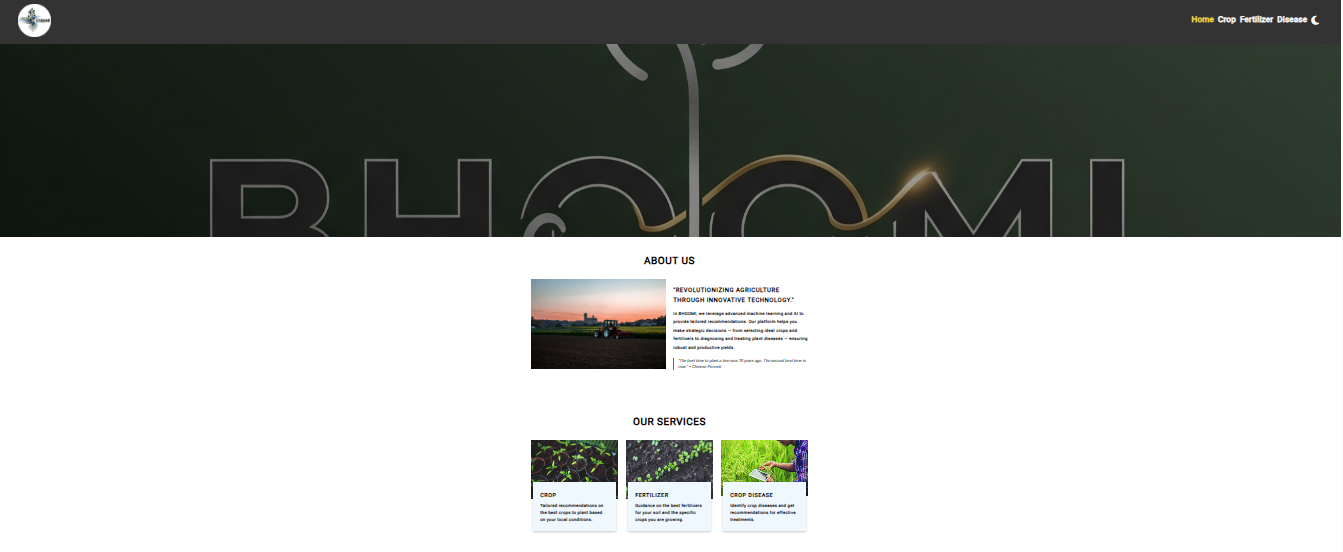 Home Crop Fertilizer Disease
BHOOMI
ABOUT US
"REVOLUTIONIZING AGRICULTURE
THROUGH INNOVATIVE TECHNOLOGY."
In BHOOMI, we leverage advanced machine learning and AI to
provide tailored recommendations. Our platform helps you
make strategic decisions — from selecting ideal crops and
fertilizers to diagnosing and treating plant diseases — ensuring
robust and productive yields.
"The best time to plant a tree was 20 years ago. The second best time is
now." – Chinese Proverb
OUR SERVICES
CROP
Tailored recommendations on
the best crops to plant based
on your local conditions.
FERTILIZER
Guidance on the best fertilizers
for your soil and the specific
crops you are growing.
CROP DISEASE
Identify crop diseases and get
recommendations for effective
treatments.